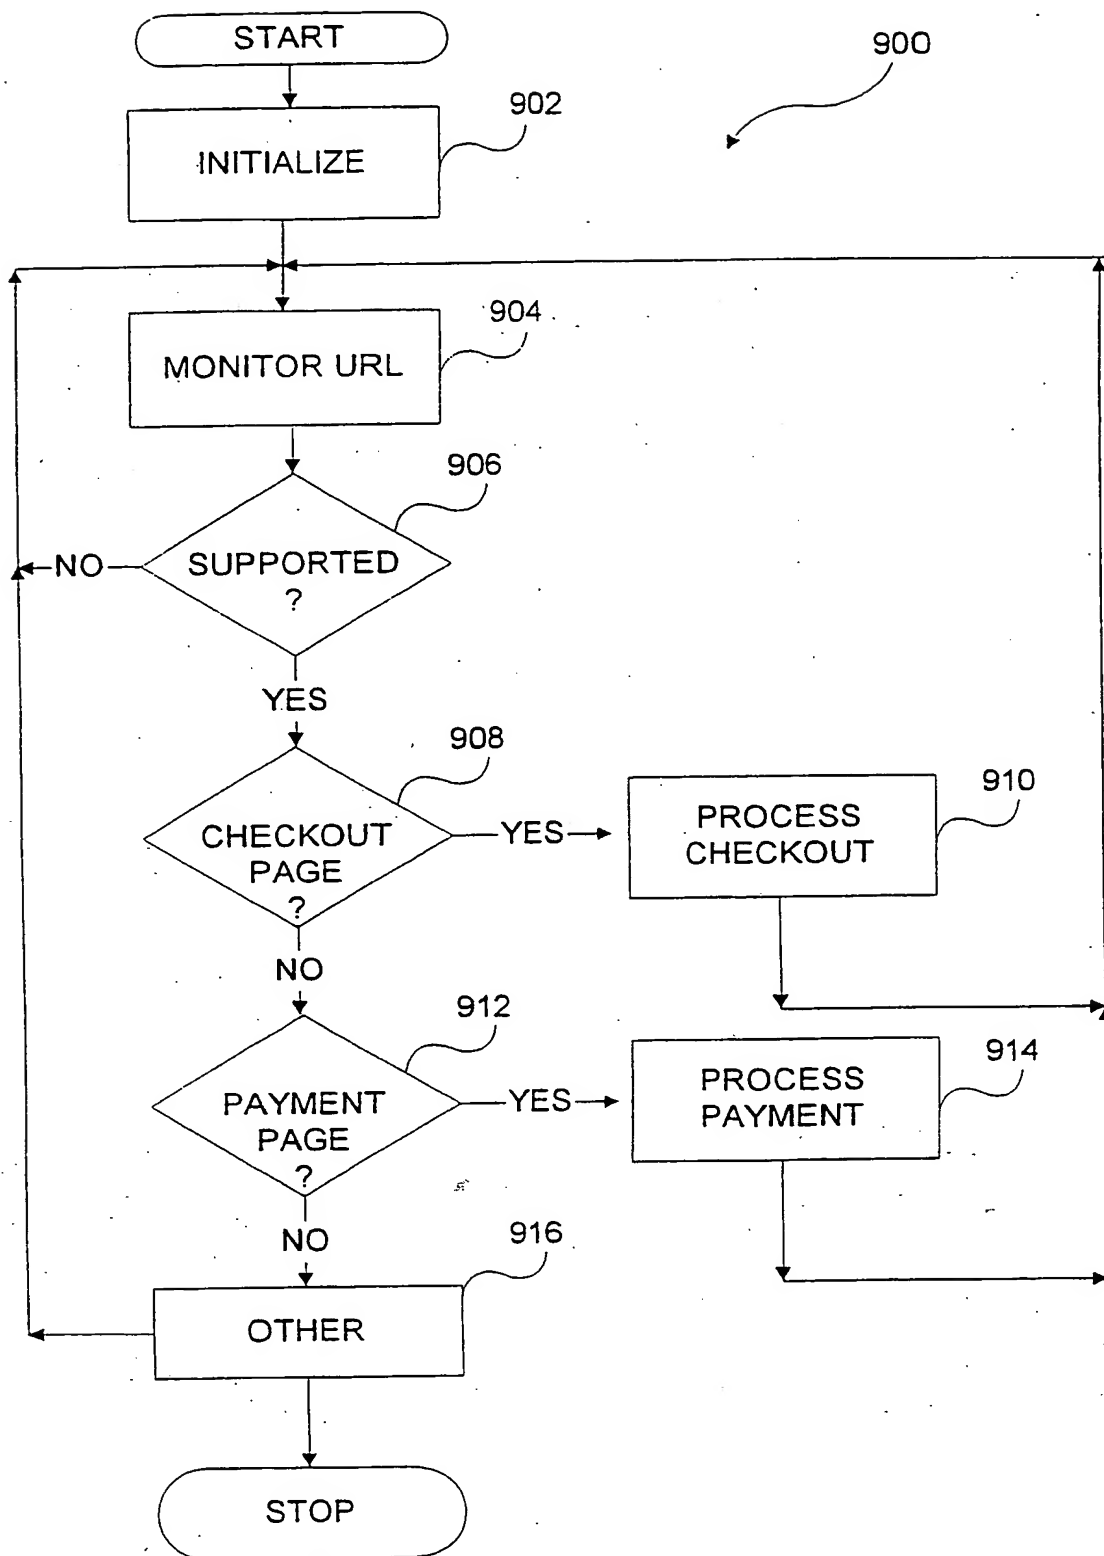 START
900
902
INITIALIZE
904
MONITOR URL
906
SUPPORTED
?
NO
YES
908
CHECKOUT
PAGE
?
YES
910
PROCESS
CHECKOUT
NO
912
PAYMENT
PAGE
?
YES
914
PROCESS
PAYMENT
NO
916
OTHER
STOP